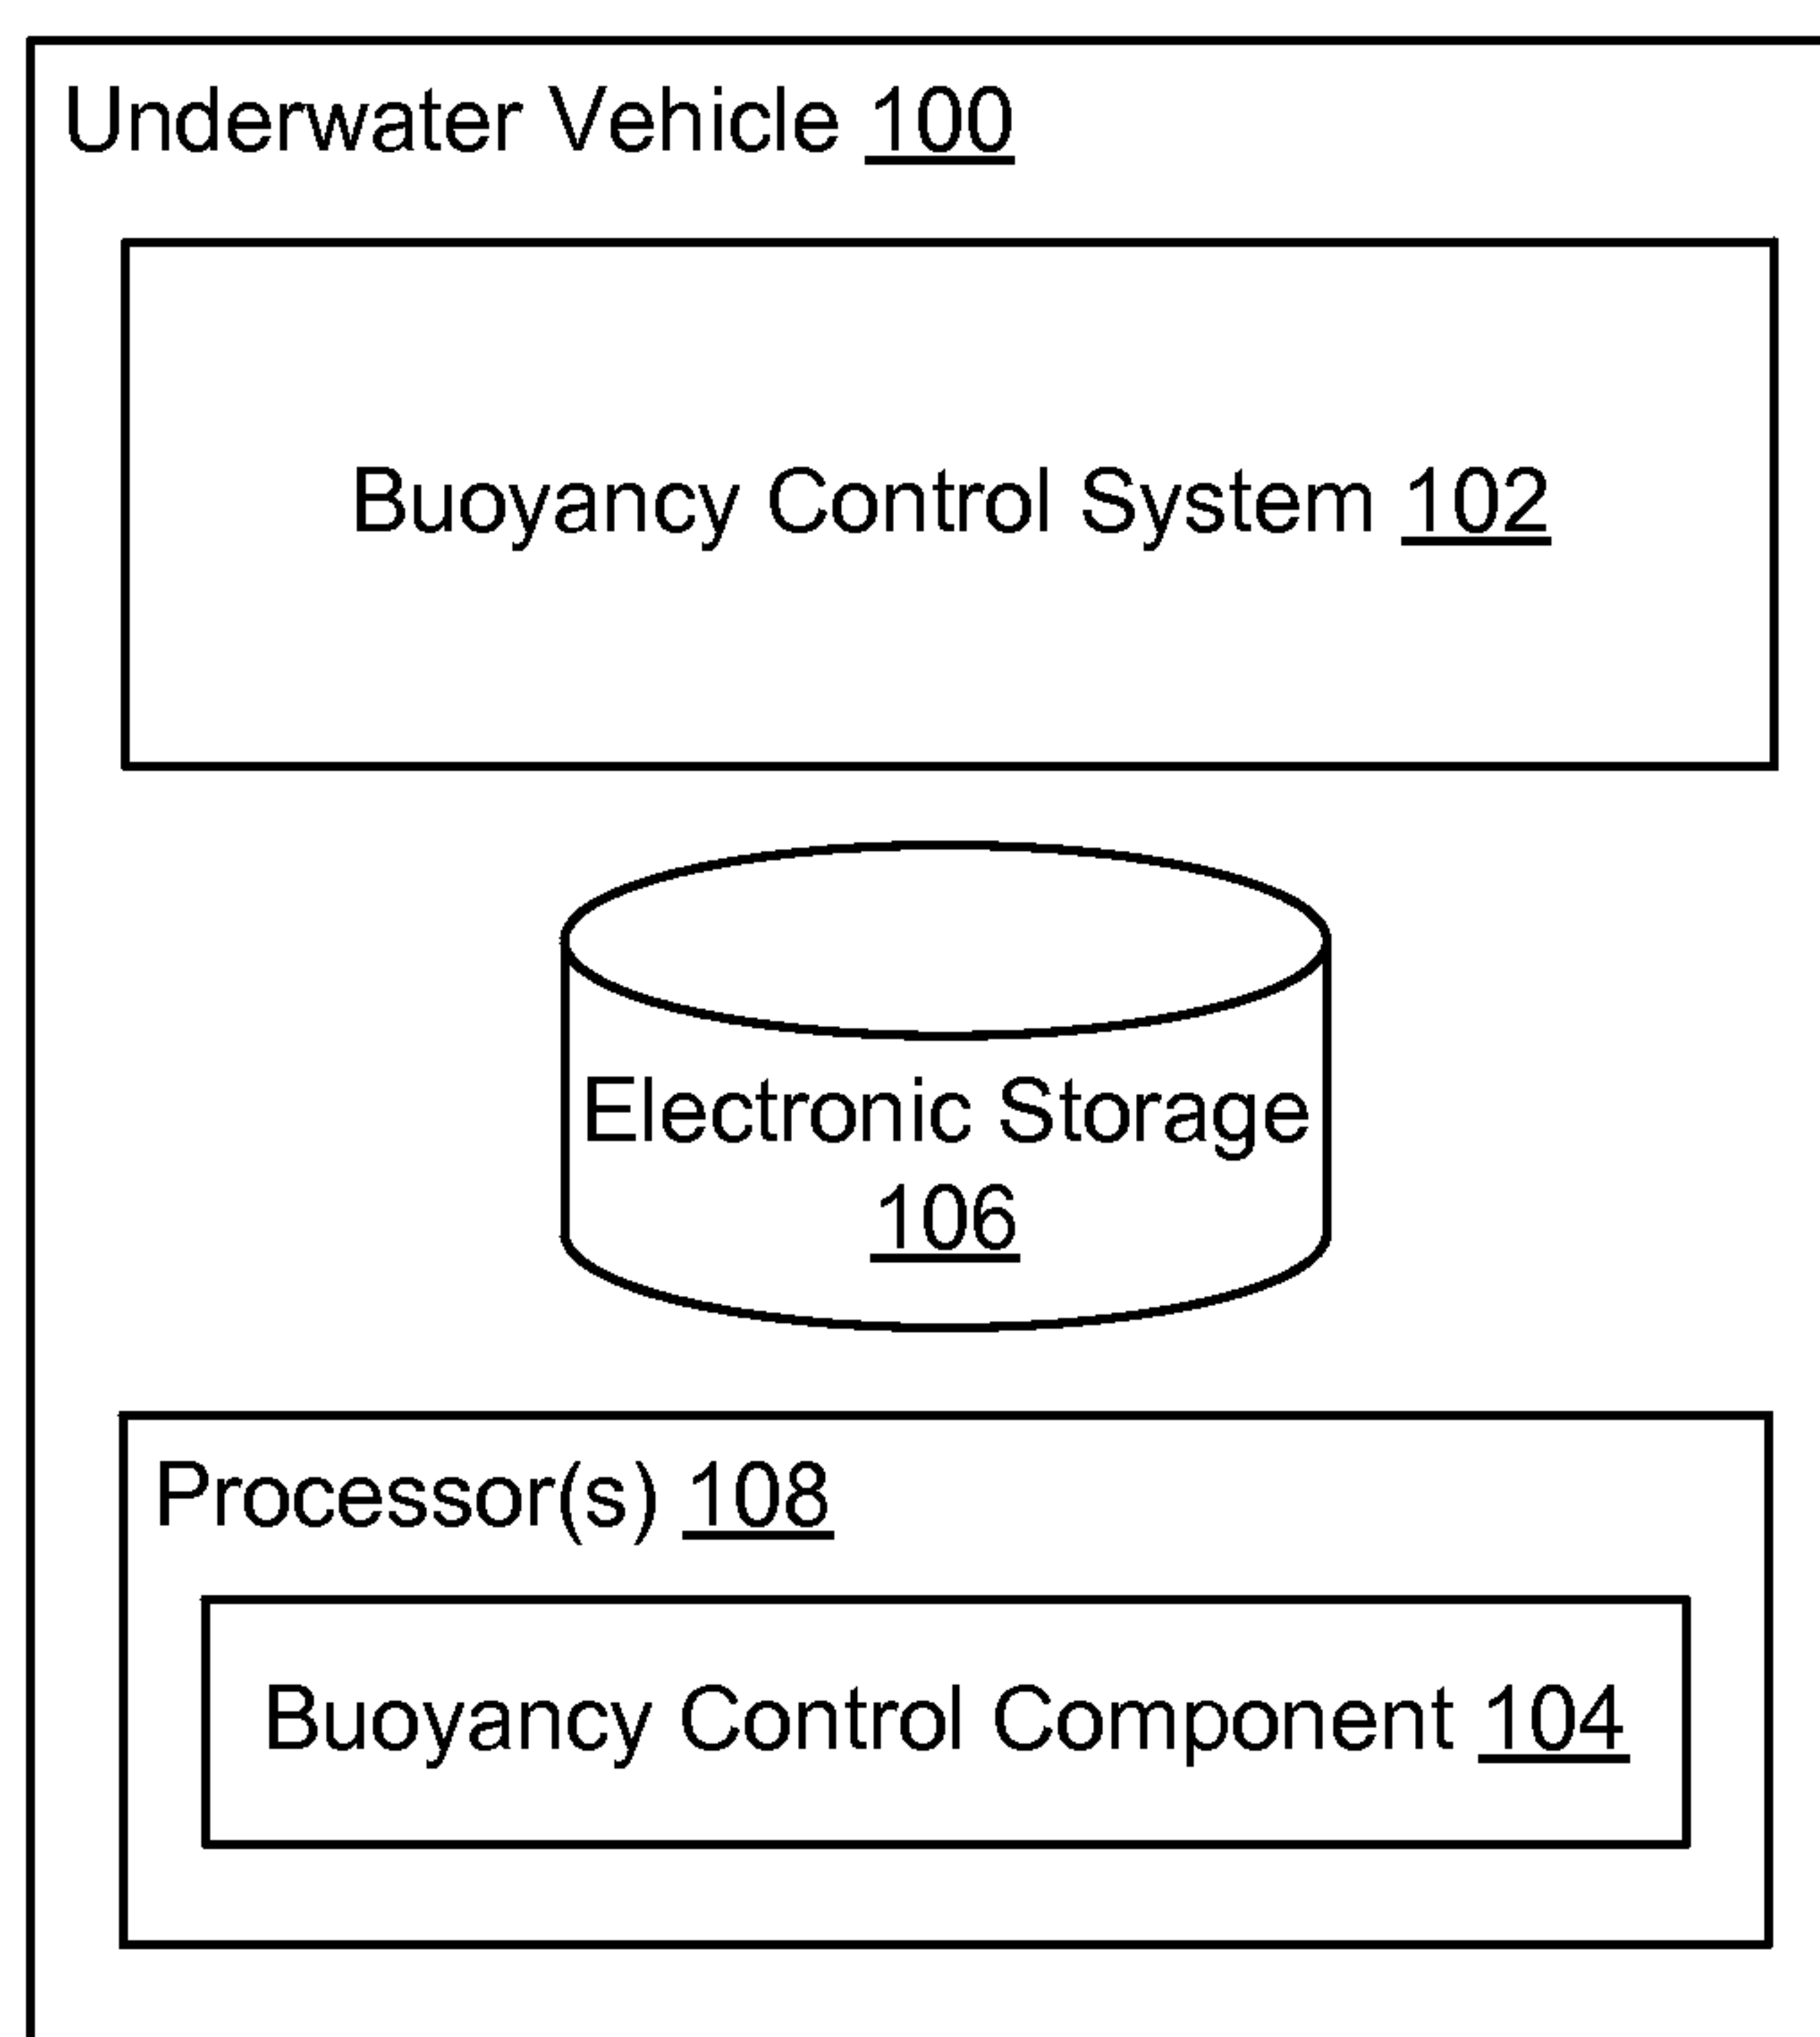 Underwater Vehicle 100
Buoyancy Control System 102
Electronic Storage
106
Processor(s) 108
Buoyancy Control Component 104